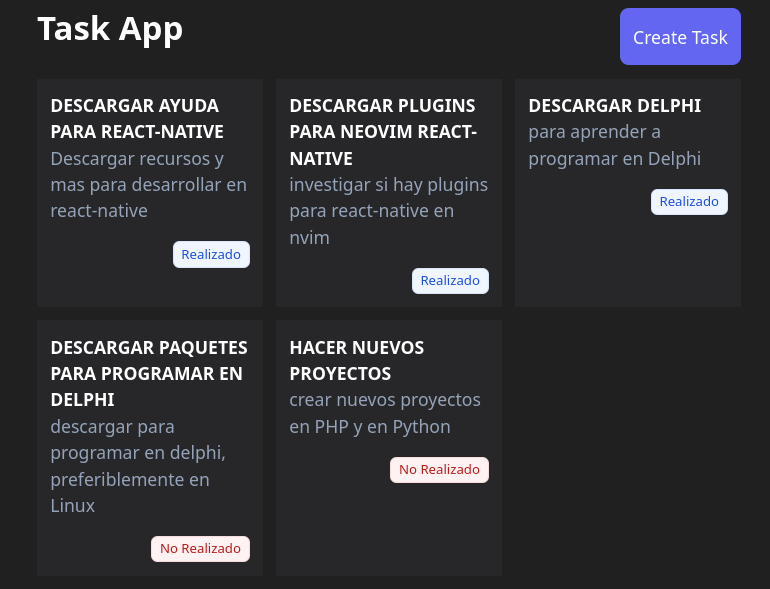 Task App
Create Task
DESCARGAR AYUDA
PARA REACT-NATIVE
Descargar recursos y
mas para desarrollar en
react-native
Realizado
DESCARGAR PLUGINS
PARA NEOVIM REACT-
NATIVE
investigar si hay plugins
para react-native en
nvim
Realizado
DESCARGAR DELPHI
para aprender a
programar en Delphi
Realizado
DESCARGAR PAQUETES
PARA PROGRAMAR EN
DELPHI
descargar para
programar en delphi,
preferiblemente en
Linux
No Realizado
HACER NUEVOS
PROYECTOS
crear nuevos proyectos
en PHP y en Python
No Realizado